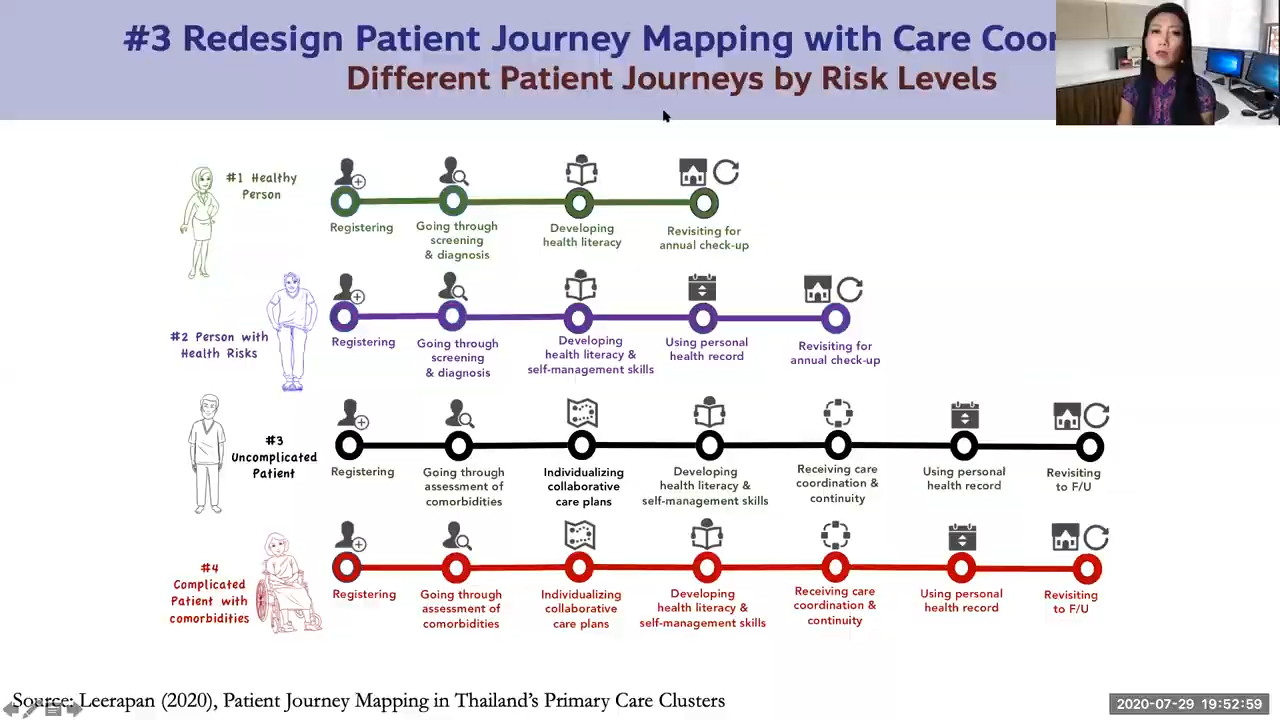 #3 Redesign Patient Journey Mapping with Care Coor
Different Patient Journeys by Risk Levels
#1 Healthy
Person
Registering
Going through
screening
& diagnosis
Developing
health literacy
Revisiting for
annual check-up
#2 Person with
Health Risks
Registering
Going through
screening
& diagnosis
Developing
health literacy &
self-management skills
Using personal
health record
Revisiting for
annual check-up
#3
Uncomplicated
Patient
Registering
Going through
assessment of
comorbidities
Individualizing
collaborative
care plans
Developing
health literacy &
self-management skills
Receiving care
coordination &
continuity
Using personal
health record
Revisiting
to F/U
#4
Complicated
Patient with
comorbidities
Registering
Going through
assessment of
comorbidities
Individualizing
collaborative
care plans
Developing
health literacy &
self-management skills
Receiving care
coordination &
continuity
Using personal
health record
Revisiting
to F/U
Source: Leerapan (2020), Patient Journey Mapping in Thailand's Primary Care Clusters
2020-07-29 19:52:59